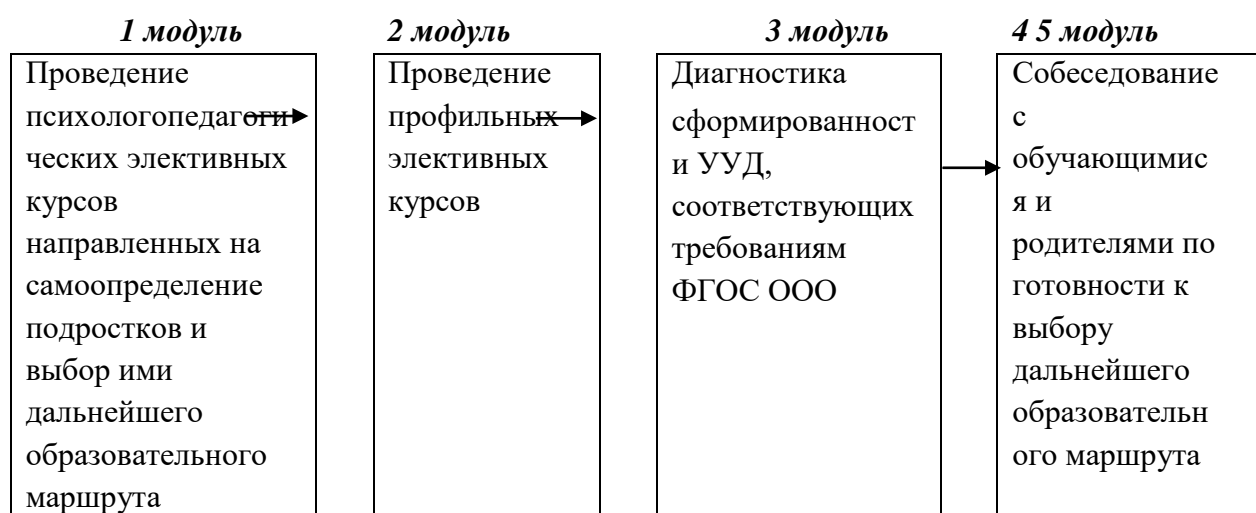 1 модуль
2 модуль
3 модуль
4 5 модуль
Проведение
психологопедагоги
ческих элективных
курсов
направленных на
самоопределение
подростков и
выбор ими
дальнейшего
образовательного
маршрута
Проведение
профильных
элективных
курсов
Диагностика
сформированност
и УУД,
соответствующих
требованиям
ФГОС ООО
Собеседование
с
обучающимис
я и
родителями по
готовности к
выбору
дальнейшего
образовательн
ого маршрута